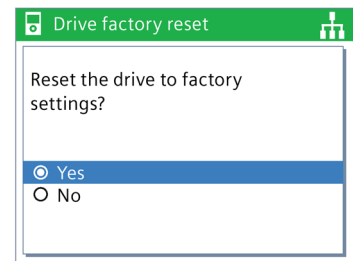 Drive factory reset
Reset the drive to factory
settings?
Yes
No